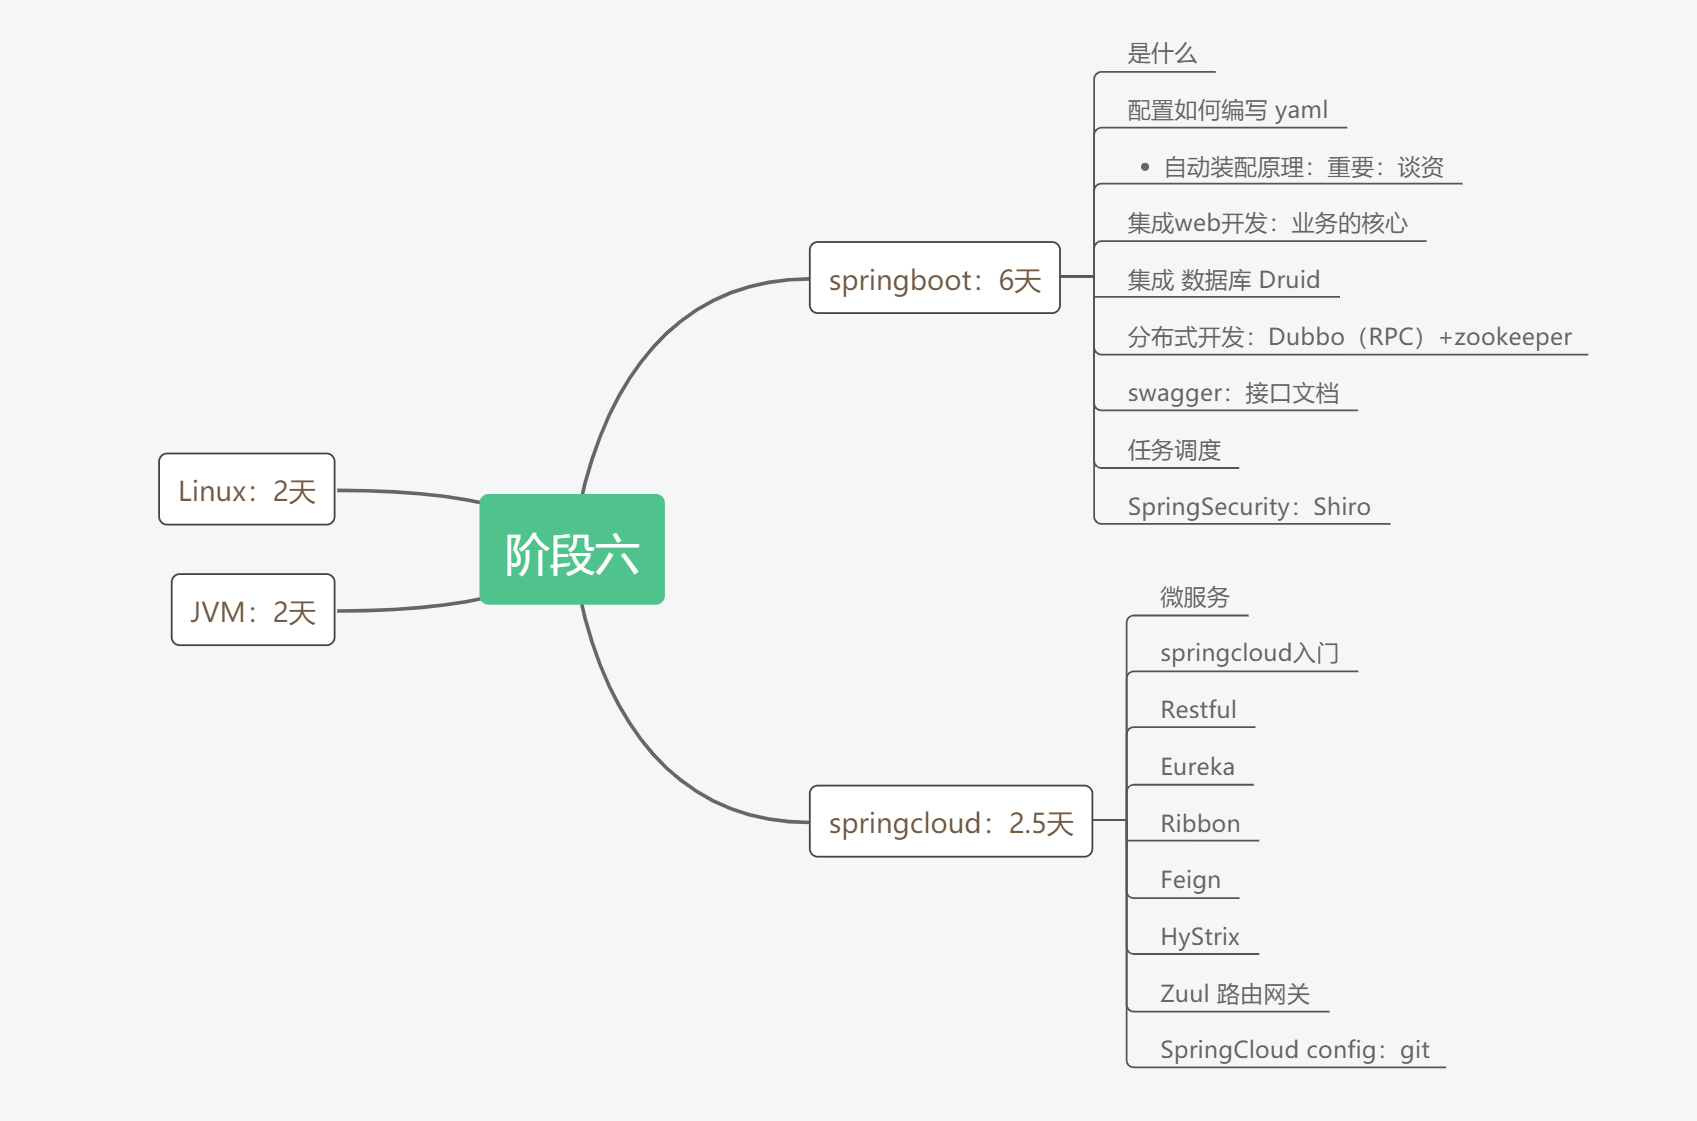 阶段六
springboot：6天
是什么
配置如何编写 yaml
• 自动装配原理：重要：谈资
集成web开发：业务的核心
集成 数据库 Druid
分布式开发：Dubbo（RPC）+zookeeper
swagger：接口文档
任务调度
SpringSecurity：Shiro
springcloud：2.5天
微服务
springcloud入门
Restful
Eureka
Ribbon
Feign
HyStrix
Zuul 路由网关
SpringCloud config：git
Linux：2天
JVM：2天